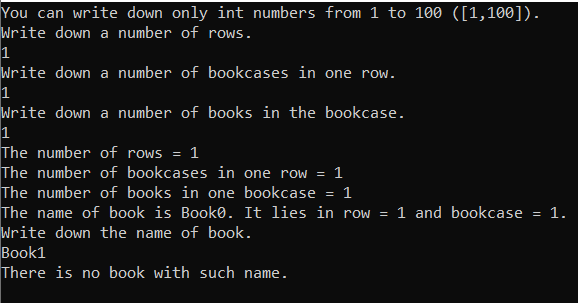 You can write down only int numbers from 1 to 100 ([1,100]).
Write down a number of rows.
1
Write down a number of bookcases in one row.
1
Write down a number of books in the bookcase.
1
The number of rows = 1
The number of bookcases in one row = 1
The number of books in one bookcase = 1
The name of book is Book0. It lies in row = 1 and bookcase = 1.
Write down the name of book.
Book1
There is no book with such name.